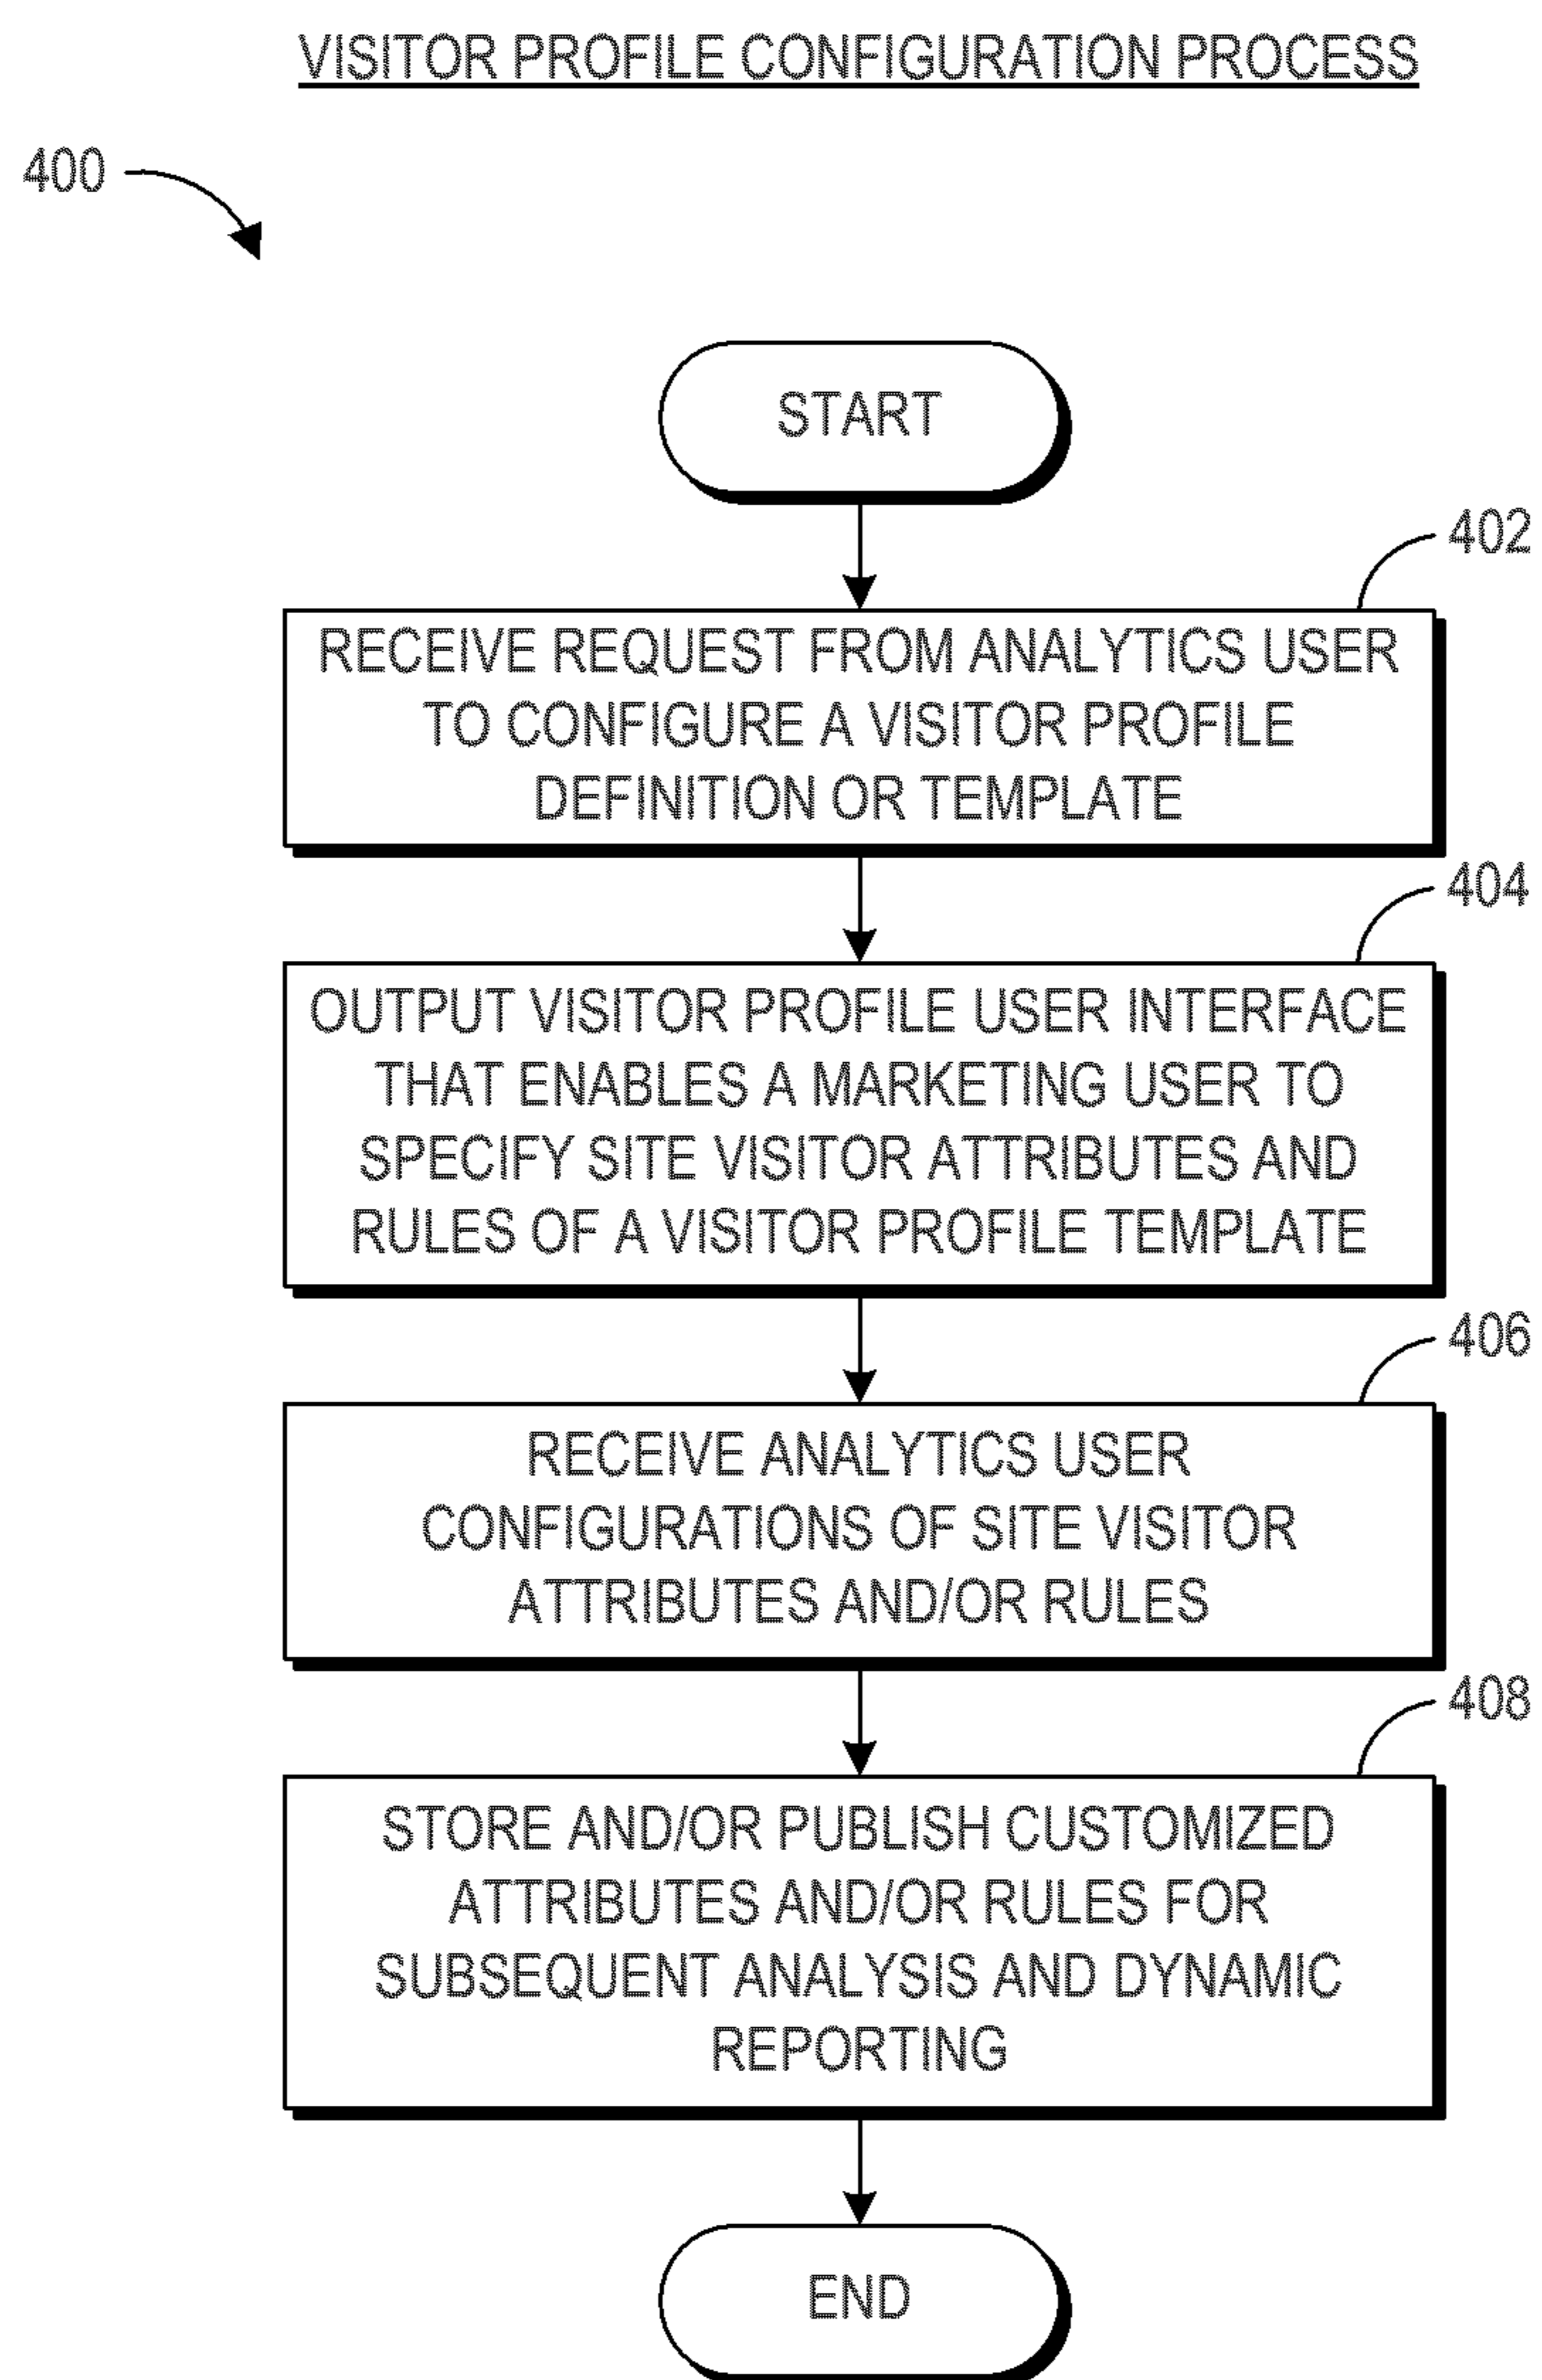 VISITOR PROFILE CONFIGURATION PROCESS
400
START
402
RECEIVE REQUEST FROM ANALYTICS USER
TO CONFIGURE A VISITOR PROFILE
DEFINITION OR TEMPLATE
404
OUTPUT VISITOR PROFILE USER INTERFACE
THAT ENABLES A MARKETING USER TO
SPECIFY SITE VISITOR ATTRIBUTES AND
RULES OF A VISITOR PROFILE TEMPLATE
406
RECEIVE ANALYTICS USER
CONFIGURATIONS OF SITE VISITOR
ATTRIBUTES AND/OR RULES
408
STORE AND/OR PUBLISH CUSTOMIZED
ATTRIBUTES AND/OR RULES FOR
SUBSEQUENT ANALYSIS AND DYNAMIC
REPORTING
END